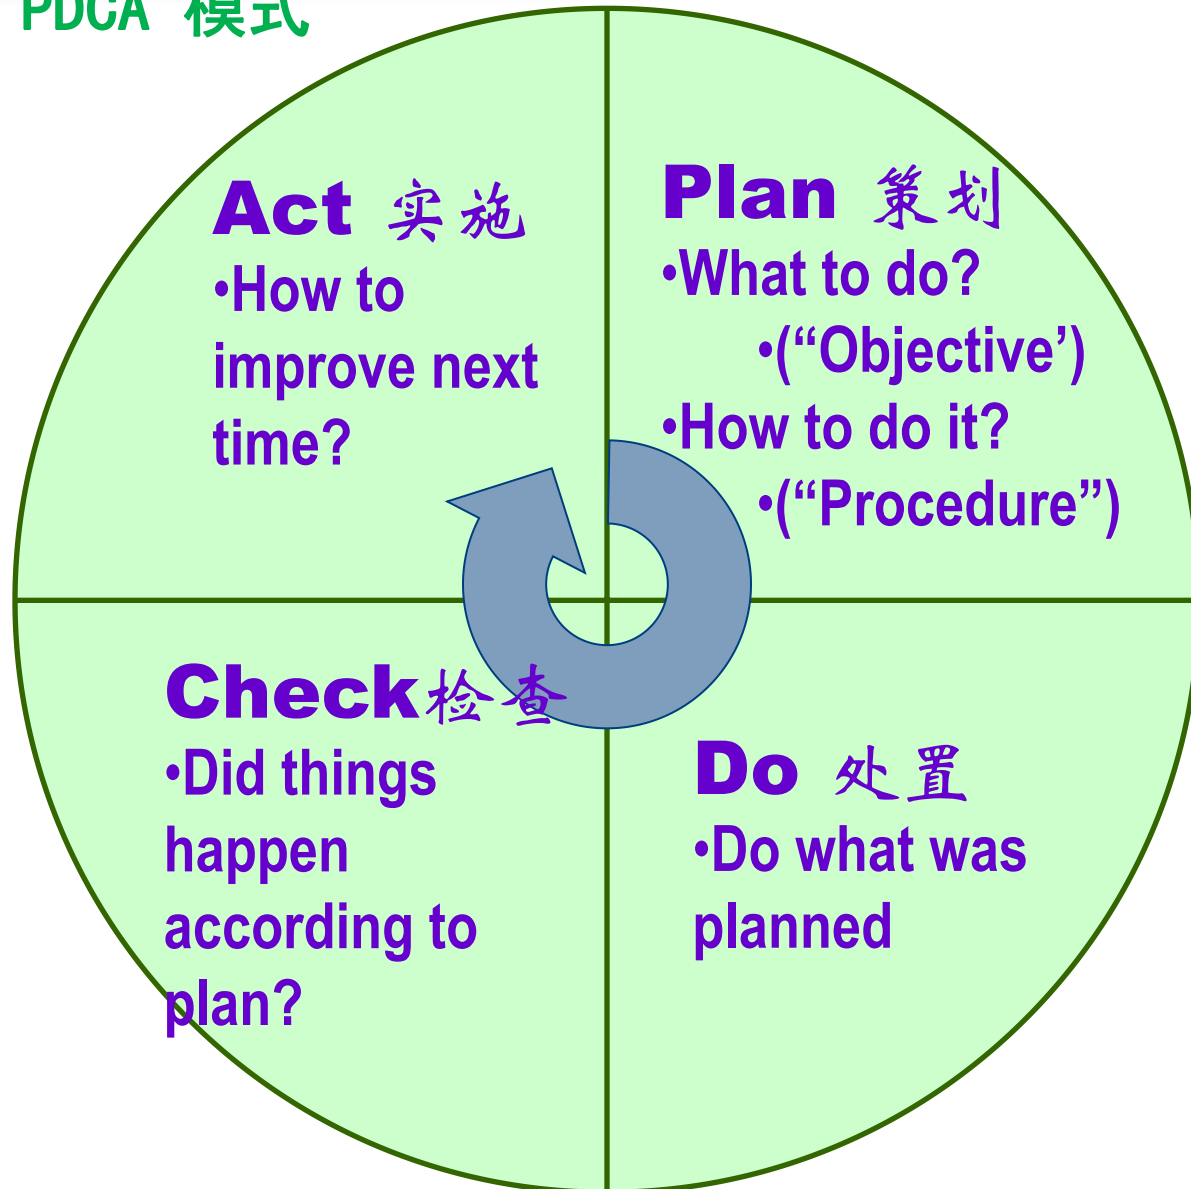 PDCA 模式
Act 实施
•How to
improve next
time?
Plan 策划
•What to do?
•(“Objective’)
•How to do it?
•(“Procedure”)
Check检查
•Did things
happen
according to
plan?
Do 处置
•Do what was
planned